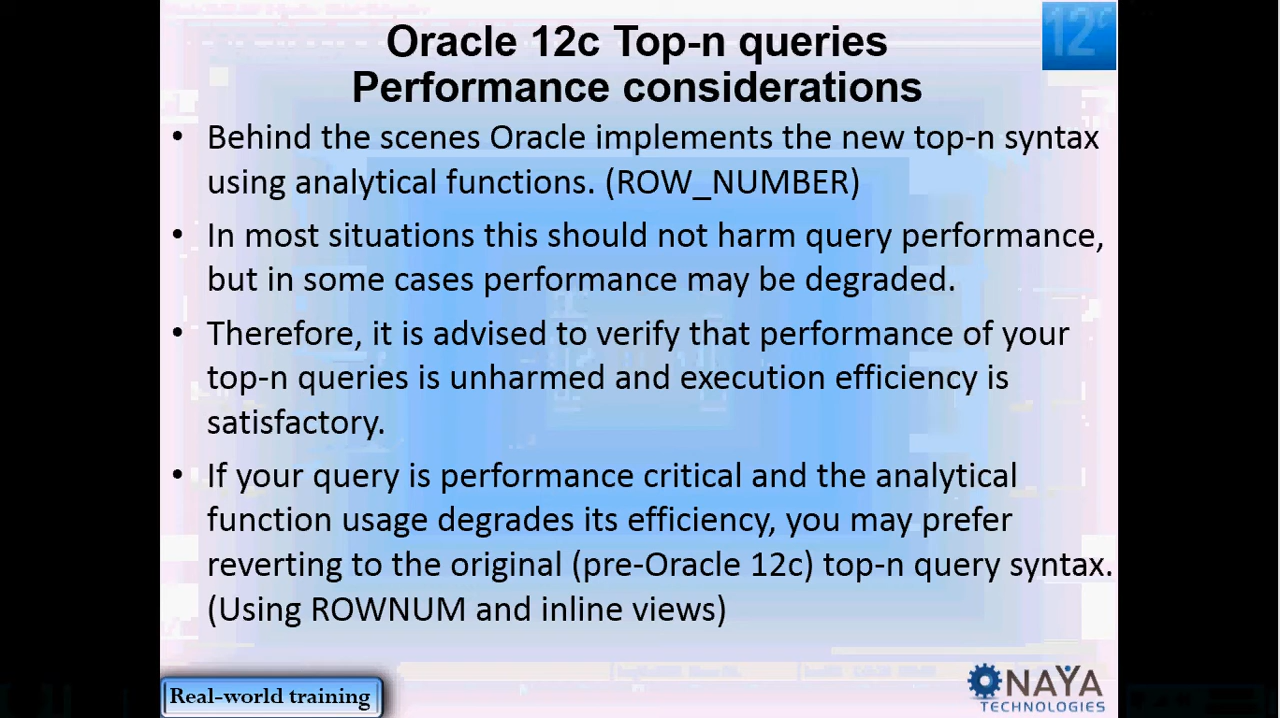 Oracle 12c Top-n queries
Performance considerations
12c
• Behind the scenes Oracle implements the new top-n syntax
using analytical functions. (ROW_NUMBER)
• In most situations this should not harm query performance,
but in some cases performance may be degraded.
• Therefore, it is advised to verify that performance of your
top-n queries is unharmed and execution efficiency is
satisfactory.
• If your query is performance critical and the analytical
function usage degrades its efficiency, you may prefer
reverting to the original (pre-Oracle 12c) top-n query syntax.
(Using ROWNUM and inline views)
Real-world training
NAYA
TECHNOLOGIES